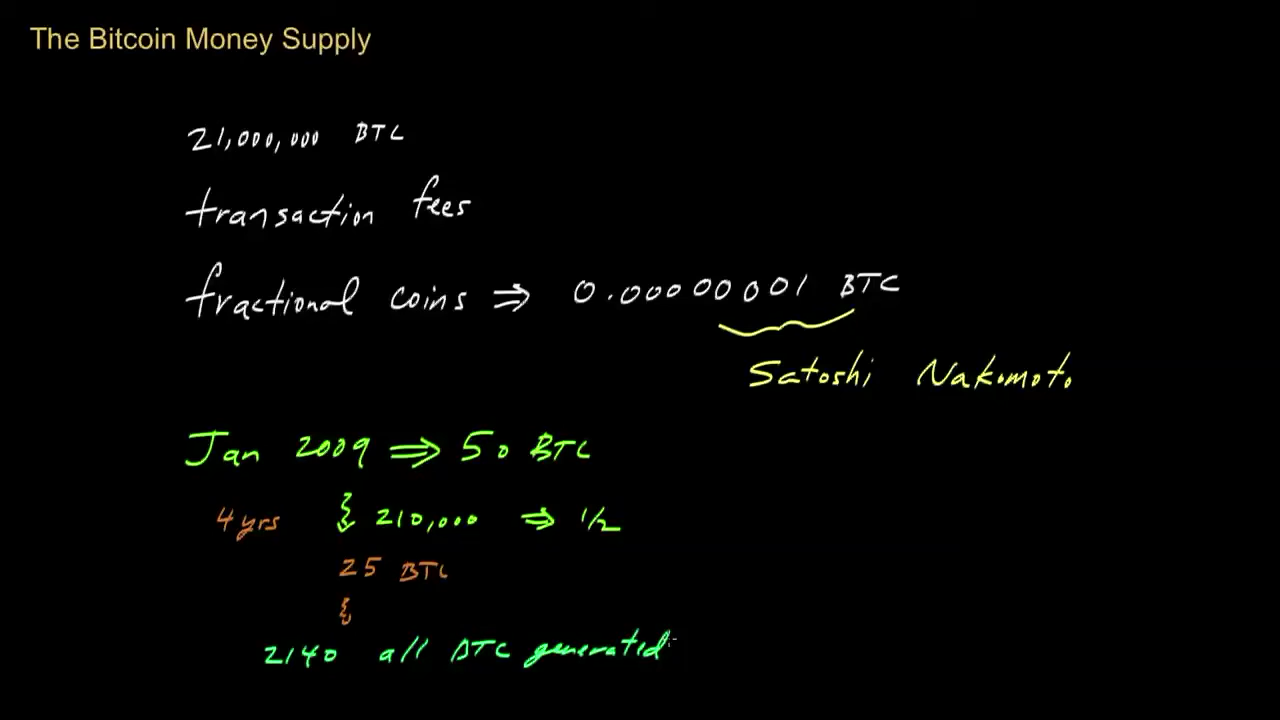 The Bitcoin Money Supply
21,000,000 BTC
transaction fees
fractional coins ⇒ 0.00000001 BTC
Satoshi Nakomoto
Jan 2009 ⇒ 50 BTC
4 yrs } 210,000 ⇒ 1/2
25 BTC
{
2140 all BTC generated